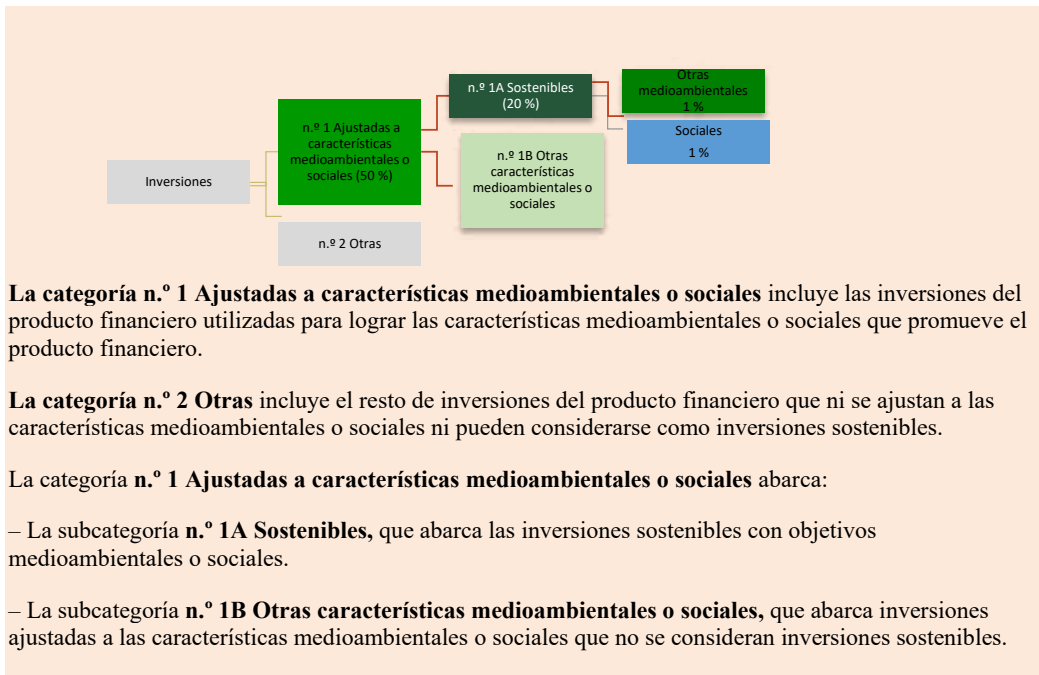 Inversiones
n.º 1 Ajustadas a
características
medioambientales o
sociales (50 %)
n.º 2 Otras
n.º 1A Sostenibles
(20 %)
n.º 1B Otras
características
medioambientales o
sociales
Otras
medioambientales
1 %
Sociales
1 %
La categoría n.º 1 Ajustadas a características medioambientales o sociales incluye las inversiones del
producto financiero utilizadas para lograr las características medioambientales o sociales que promueve el
producto financiero.
La categoría n.º 2 Otras incluye el resto de inversiones del producto financiero que ni se ajustan a las
características medioambientales o sociales ni pueden considerarse como inversiones sostenibles.
La categoría n.º 1 Ajustadas a características medioambientales o sociales abarca:
– La subcategoría n.º 1A Sostenibles, que abarca las inversiones sostenibles con objetivos
medioambientales o sociales.
– La subcategoría n.º 1B Otras características medioambientales o sociales, que abarca inversiones
ajustadas a las características medioambientales o sociales que no se consideran inversiones sostenibles.